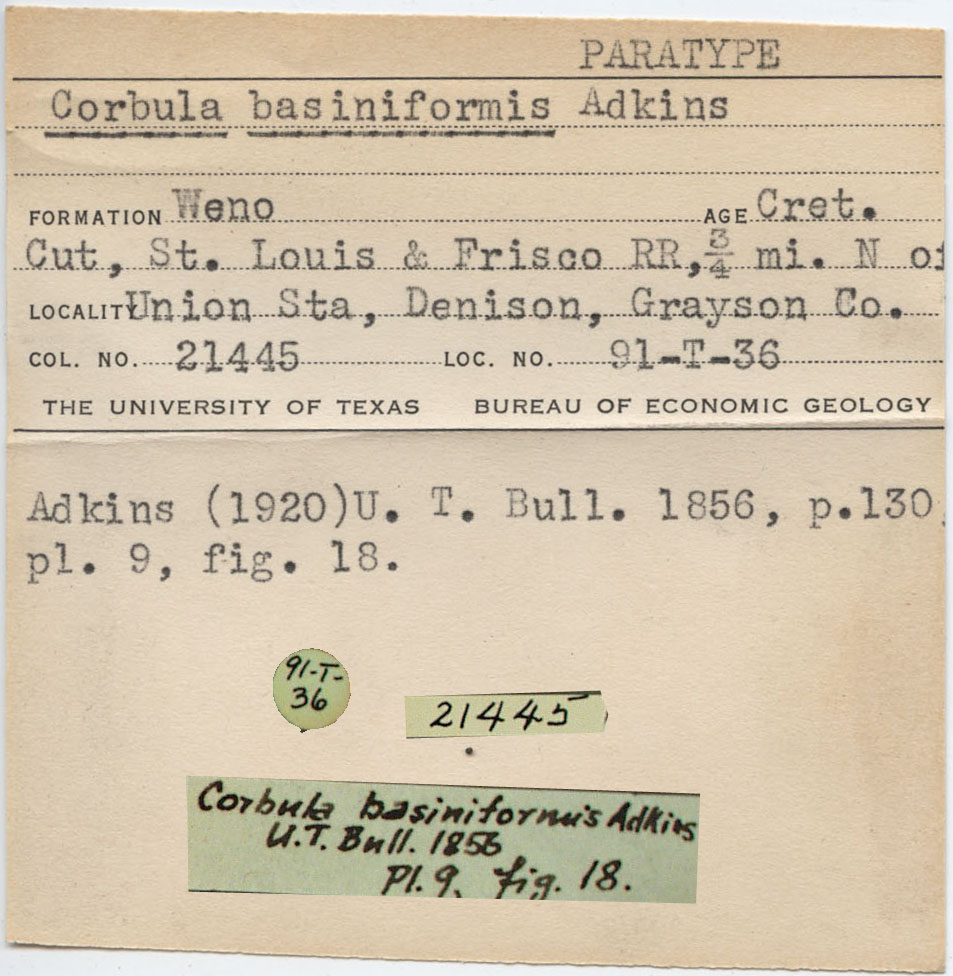 PARATYPE
Corbula basiniformis Adkins
FORMATION Weno AGE Cret.
Cut, St. Louis & Frisco RR, 3/4 mi. N of
LOCALITY Union Sta, Denison, Grayson Co.
COL. NO. 21445 LOC. NO. 91-T-36
THE UNIVERSITY OF TEXAS BUREAU OF ECONOMIC GEOLOGY
Adkins (1920)U. T. Bull. 1856, p.130,
pl. 9, fig. 18.
91-T-
36
21445
Corbula basiniformis Adkins
U.T. Bull. 1856
Pl. 9, fig. 18.